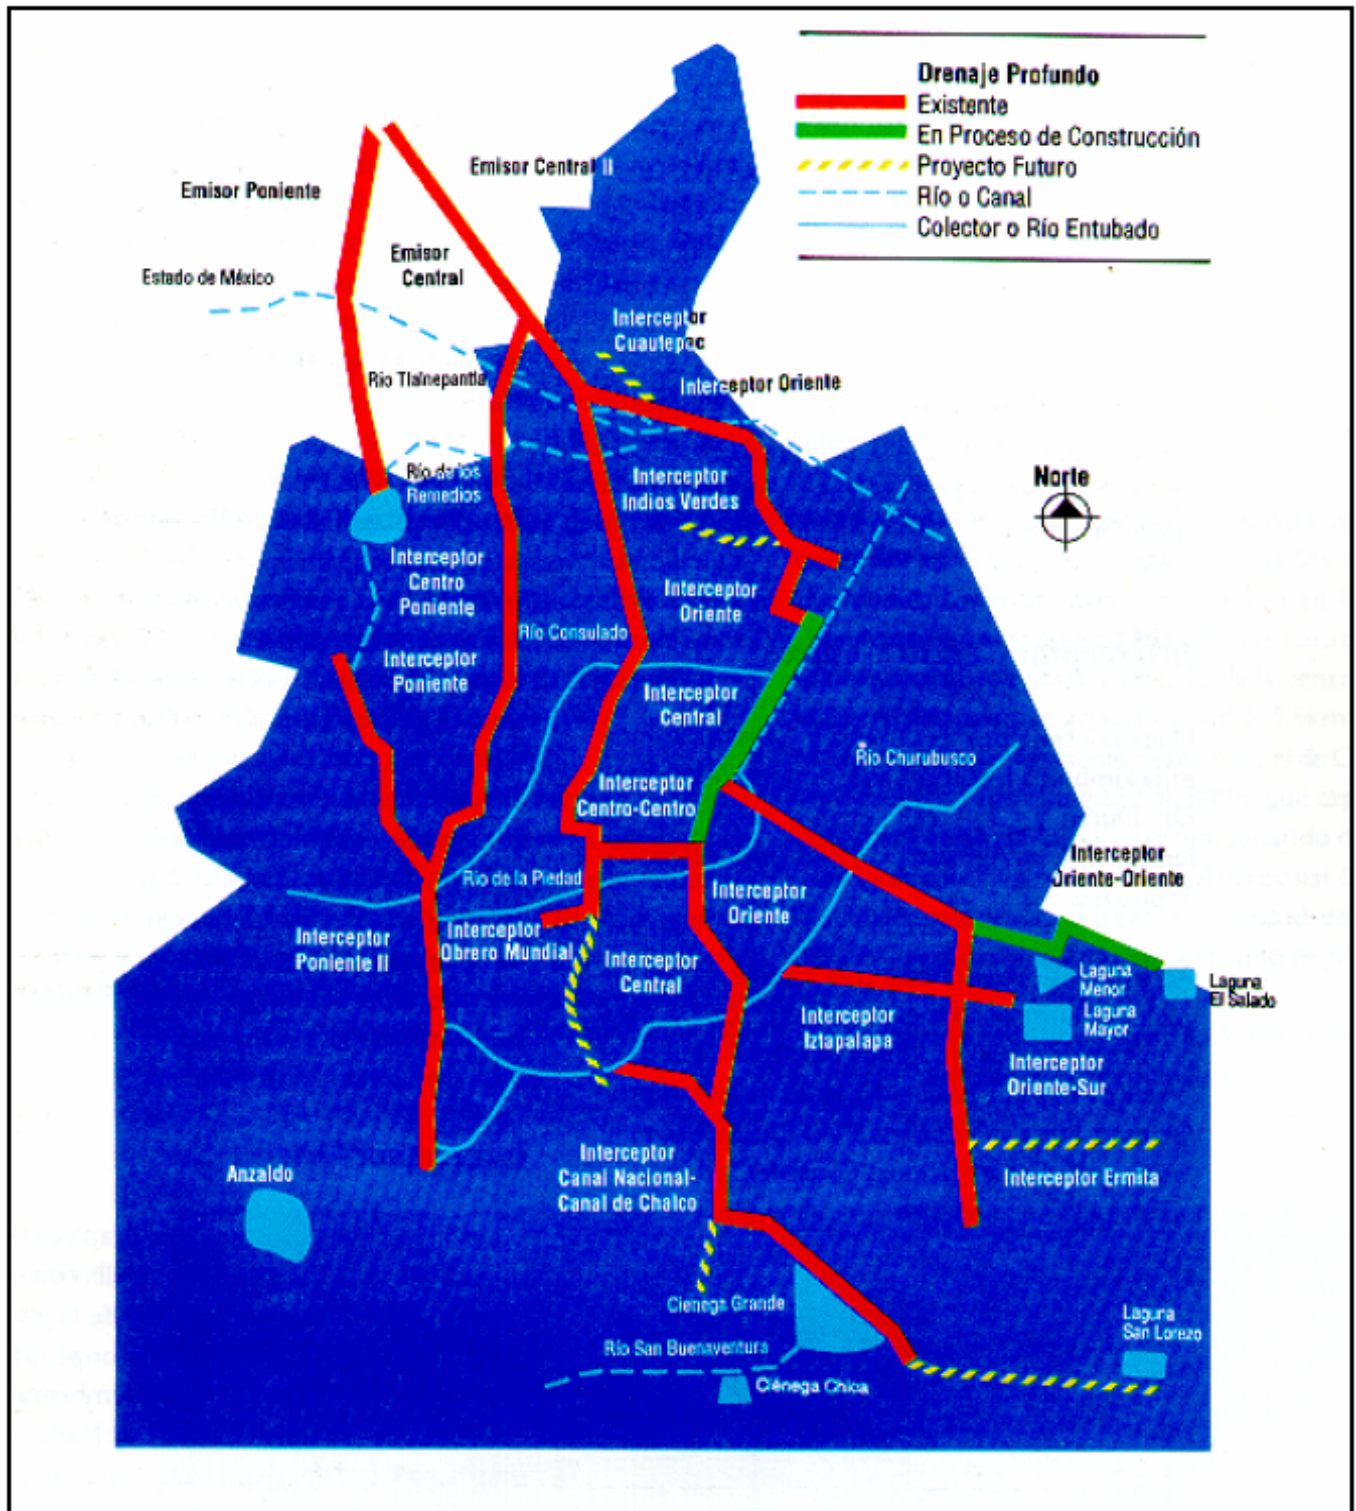 Drenaje Profundo
Existente
En Proceso de Construcción
Proyecto Futuro
Río o Canal
Colector o Río Entubado
Emisor Central II
Emisor Poniente
Emisor
Central
Estado de México
Interceptor
Cuautepac
Río Tlalnepantla
Interceptor Oriente
Río de los
Remedios
Interceptor
Indios Verdes
Norte
Interceptor
Centro
Poniente
Interceptor
Oriente
Río Consulado
Interceptor
Poniente
Interceptor
Central
Río Churubusco
Interceptor
Centro-Centro
Interceptor
Oriente-Oriente
Río de la Piedad
Interceptor
Oriente
Interceptor
Poniente II
Interceptor
Obrero Mundial
Interceptor
Central
Laguna
Menor
Laguna
El Salado
Interceptor
Iztapalapa
Laguna
Mayor
Interceptor
Oriente-Sur
Anzaldo
Interceptor
Canal Nacional-
Canal de Chalco
Interceptor Ermita
Cienega Grande
Laguna
San Lorezo
Río San Buenaventura
Ciénega Chica